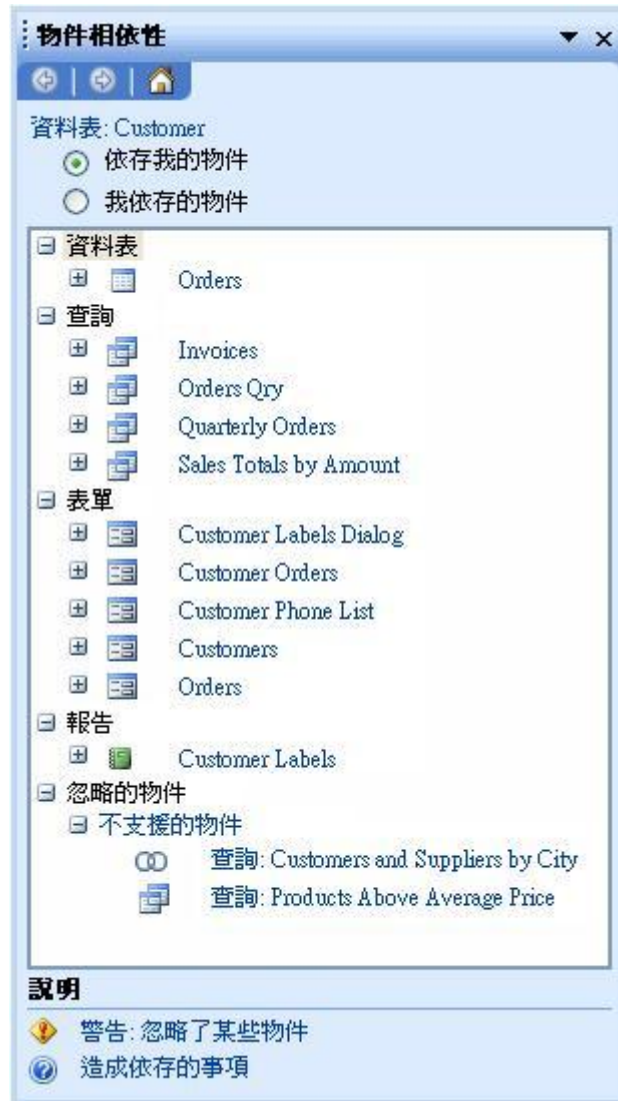 物件相依性
資料表: Customer
依存我的物件
我依存的物件
資料表
Orders
查詢
Invoices
Orders Qry
Quarterly Orders
Sales Totals by Amount
表單
Customer Labels Dialog
Customer Orders
Customer Phone List
Customers
Orders
報告
Customer Labels
忽略的物件
不支援的物件
查詢: Customers and Suppliers by City
查詢: Products Above Average Price
說明
警告: 忽略了某些物件
造成依存的事項